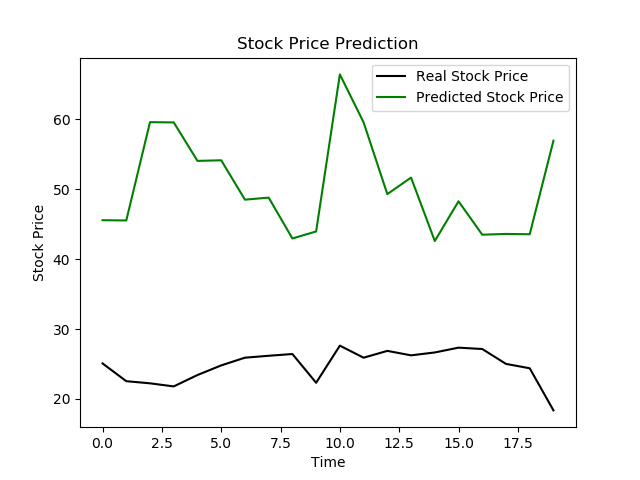 Stock Price Prediction
Real Stock Price
Predicted Stock Price
Stock Price
60
50
40
30
20
0.0 2.5 5.0 7.5 10.0 12.5 15.0 17.5
Time